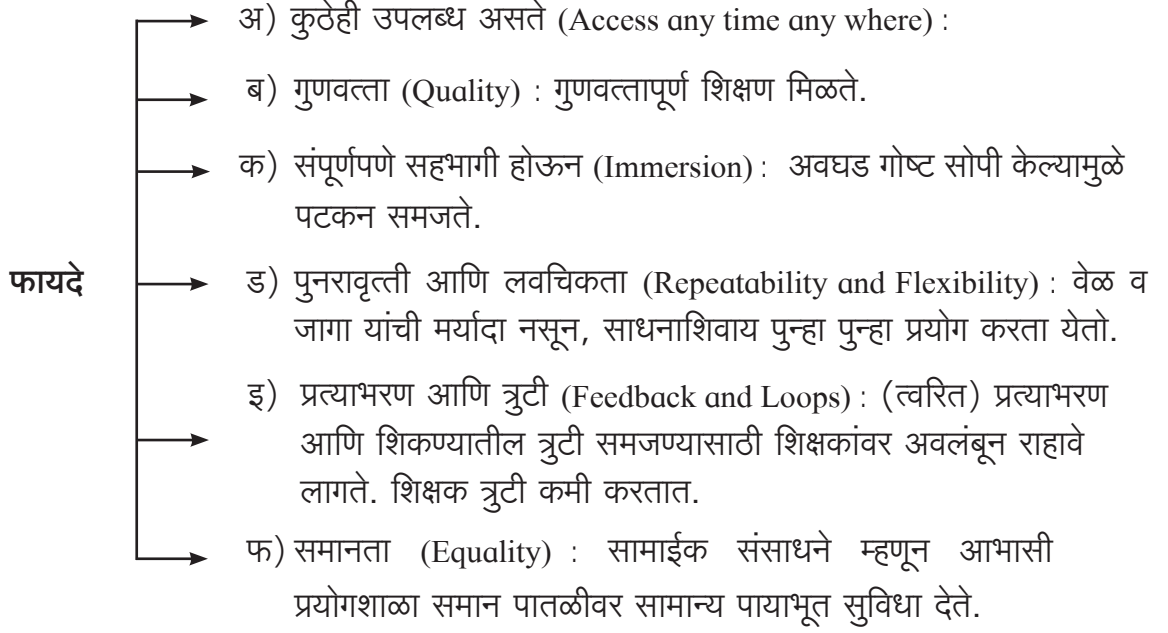 अ) कुठेही उपलब्ध असते (Access any time any where) :
ब) गुणवत्ता (Quality) : गुणवत्तापूर्ण शिक्षण मिळते.
क) संपूर्णपणे सहभागी होऊन (Immersion) : अवघड गोष्ट सोपी केल्यामुळे
पटकन समजते.
फायदे
ड) पुनरावृत्ती आणि लवचिकता (Repeatability and Flexibility) : वेळ व
जागा यांची मर्यादा नसून, साधनाशिवाय पुन्हा पुन्हा प्रयोग करता येतो.
इ) प्रत्याभरण आणि त्रुटी (Feedback and Loops) : (त्वरित) प्रत्याभरण
आणि शिकण्यातील त्रुटी समजण्यासाठी शिक्षकांवर अवलंबून राहावे
लागते. शिक्षक त्रुटी कमी करतात.
फ) समानता (Equality) : सामाईक संसाधने म्हणून आभासी
प्रयोगशाळा समान पातळीवर सामान्य पायाभूत सुविधा देते.